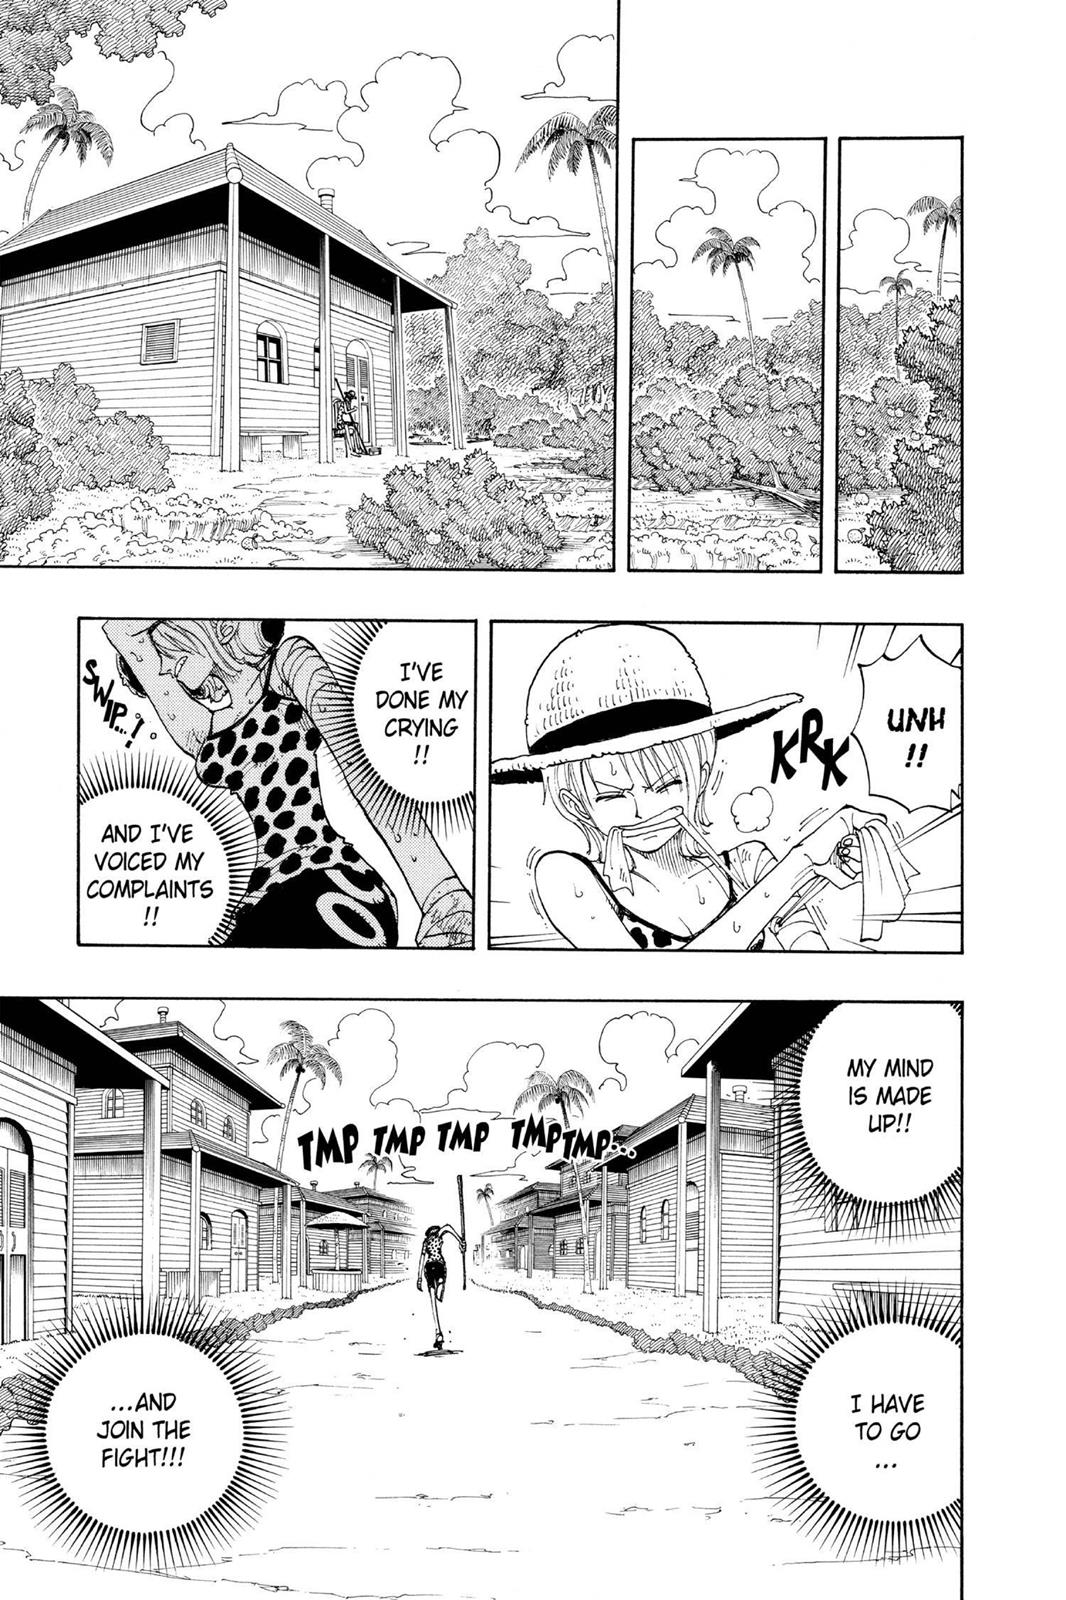 UNH
!!
KRK
I'VE
DONE MY
CRYING
!!
SWIP...!
AND I'VE
VOICED MY
COMPLAINTS
!!
MY MIND
IS MADE
UP!!
TMP TMP TMP TMP TMP...
I HAVE
TO GO
...
...AND
JOIN THE
FIGHT!!!